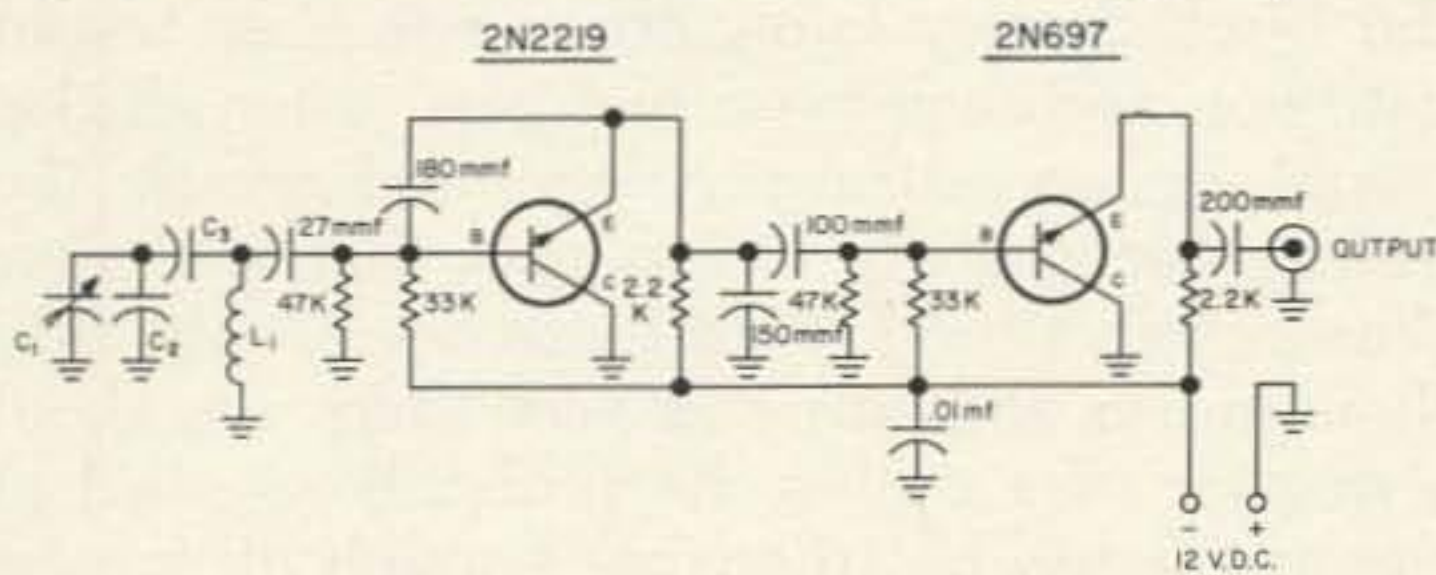 2N2219
2N697
180mmf
C3
27mmf
B
E
C
100mmf
B
E
C
200mmf
OUTPUT
C1
C2
L1
47K
33K
2.2
K
150mmf
47K
33K
2.2K
.01mf
-
+
12 V.D.C.